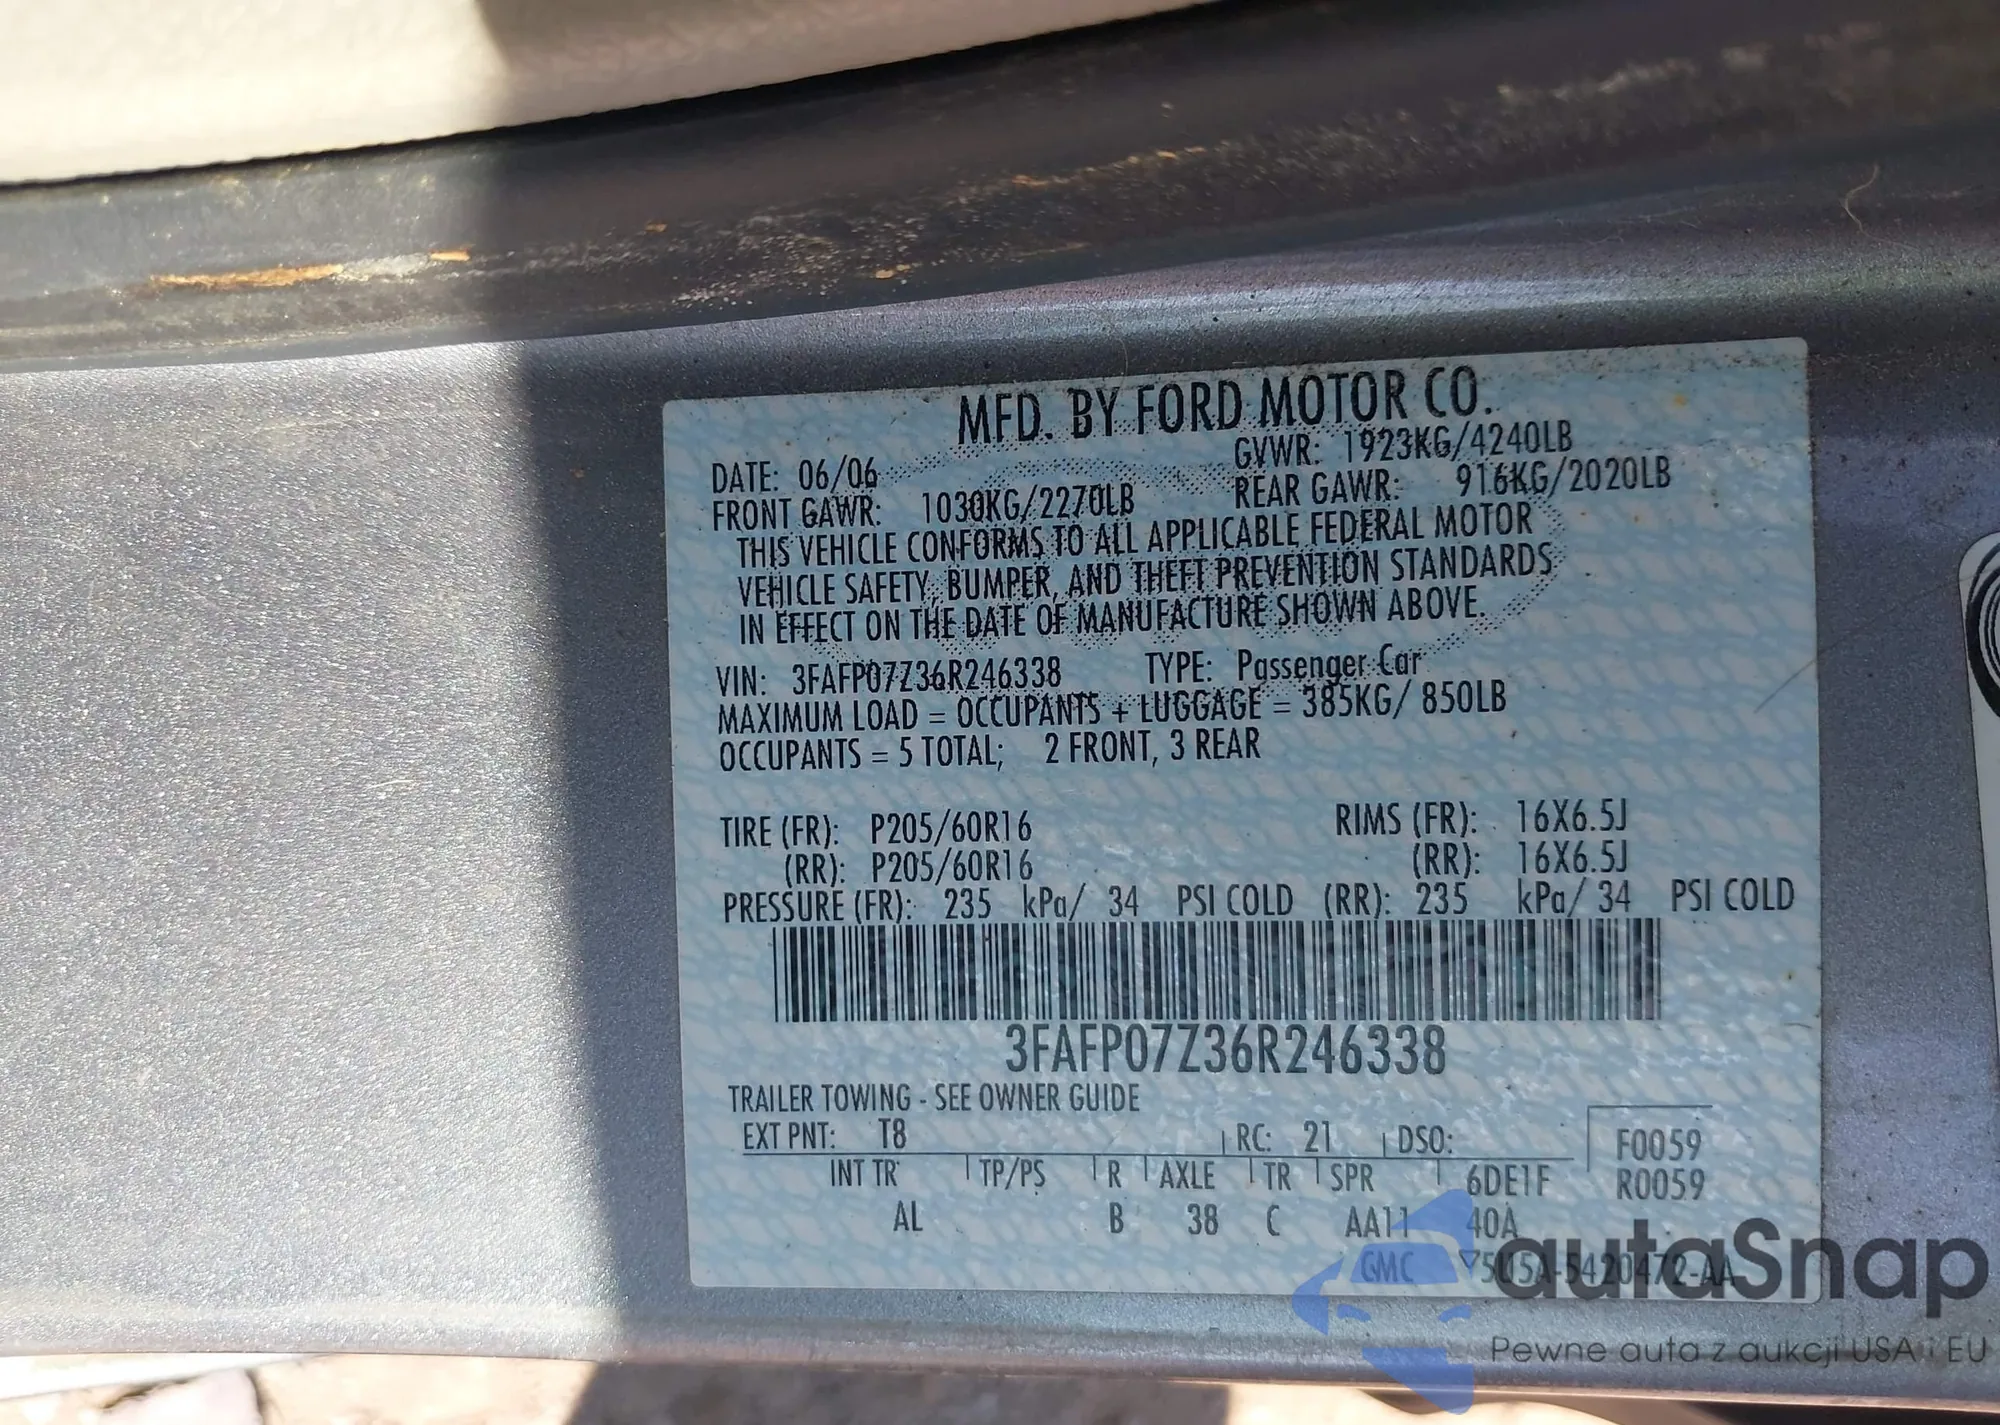 MFD. BY FORD MOTOR CO.
DATE: 06/06 GVWR: 1923KG/4240LB
FRONT GAWR: 1030KG/2270LB REAR GAWR: 916KG/2020LB
THIS VEHICLE CONFORMS TO ALL APPLICABLE FEDERAL MOTOR
VEHICLE SAFETY, BUMPER, AND THEFT PREVENTION STANDARDS
IN EFFECT ON THE DATE OF MANUFACTURE SHOWN ABOVE.
VIN: 3FAFP07Z36R246338 TYPE: Passenger Car
MAXIMUM LOAD = OCCUPANTS + LUGGAGE = 385KG/ 850LB
OCCUPANTS = 5 TOTAL; 2 FRONT, 3 REAR
TIRE (FR): P205/60R16 RIMS (FR): 16X6.5J
(RR): P205/60R16 (RR): 16X6.5J
PRESSURE (FR): 235 kPa/ 34 PSI COLD (RR): 235 kPa/ 34 PSI COLD
3FAFP07Z36R246338
TRAILER TOWING - SEE OWNER GUIDE
EXT PNT: T8 RC: 21 DSO: F0059
INT TR TP/PS R AXLE TR SPR 6DE1F R0059
AL B 38 C AA11 40A
GMC 5U5A-5420472-AA
autoSnap
Pewne auta z aukcji USA i EU